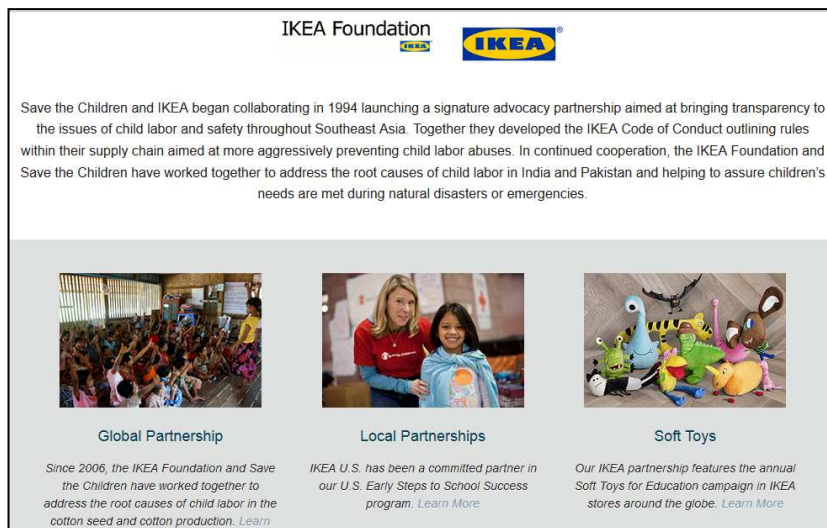 IKEA Foundation
IKEA
IKEA®
Save the Children and IKEA began collaborating in 1994 launching a signature advocacy partnership aimed at bringing transparency to
the issues of child labor and safety throughout Southeast Asia. Together they developed the IKEA Code of Conduct outlining rules
within their supply chain aimed at more aggressively preventing child labor abuses. In continued cooperation, the IKEA Foundation and
Save the Children have worked together to address the root causes of child labor in India and Pakistan and helping to assure children's
needs are met during natural disasters or emergencies.
Global Partnership
Since 2006, the IKEA Foundation and Save
the Children have worked together to
address the root causes of child labor in the
cotton seed and cotton production. Learn
Local Partnerships
IKEA U.S. has been a committed partner in
our U.S. Early Steps to School Success
program. Learn More
Soft Toys
Our IKEA partnership features the annual
Soft Toys for Education campaign in IKEA
stores around the globe. Learn More